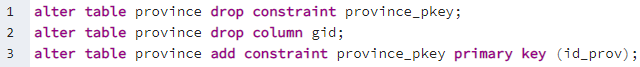 1 alter table province drop constraint province_pkey;
2 alter table province drop column gid;
3 alter table province add constraint province_pkey primary key (id_prov);